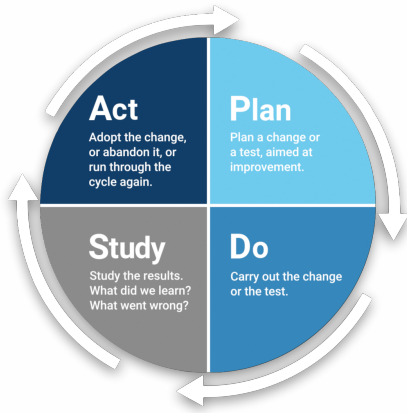 Act
Adopt the change,
or abandon it, or
run through the
cycle again.
Plan
Plan a change or
a test, aimed at
improvement.
Study
Study the results.
What did we learn?
What went wrong?
Do
Carry out the change
or the test.